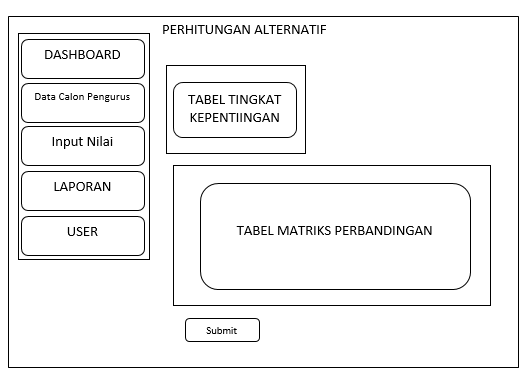 PERHITUNGAN ALTERNATIF
DASHBOARD
Data Calon Pengurus
Input Nilai
LAPORAN
USER
TABEL TINGKAT
KEPENTIINGAN
TABEL MATRIKS PERBANDINGAN
Submit